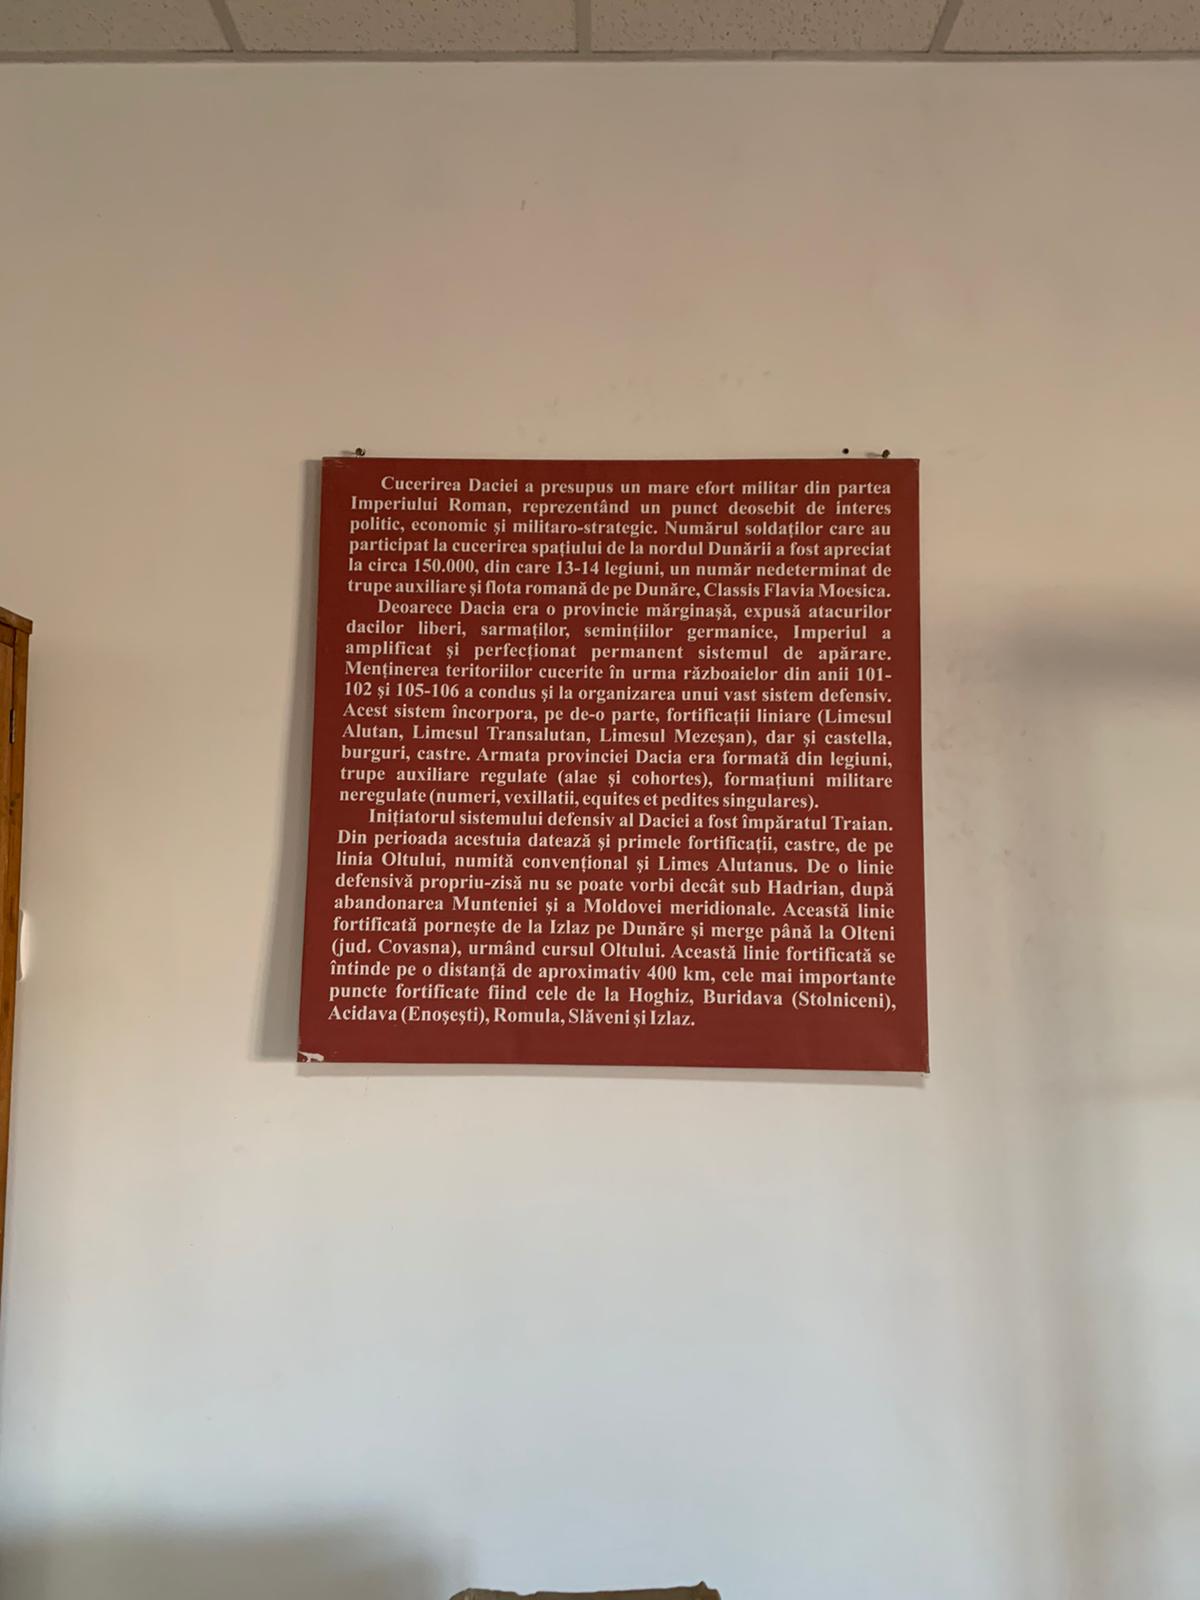 Cucerirea Daciei a presupus un mare efort militar din partea
Imperiului Roman, reprezentând un punct deosebit de interes
politic, economic și militaro-strategic. Numărul soldaților care au
participat la cucerirea spațiului de la nordul Dunării a fost apreciat
la circa 150.000, din care 13-14 legiuni, un număr nedeterminat de
trupe auxiliare și flota romană de pe Dunăre, Classis Flavia Moesica.
Deoarece Dacia era o provincie mărginașă, expusă atacurilor
dacilor liberi, sarmaților, semințiilor germanice, Imperiul a
amplificat și perfecționat permanent sistemul de apărare.
Menținerea teritoriilor cucerite în urma războaielor din anii 101-
102 și 105-106 a condus și la organizarea unui vast sistem defensiv.
Acest sistem încorpora, pe de-o parte, fortificații liniare (Limesul
Alutan, Limesul Transalutan, Limesul Mezeșan), dar și castella,
burguri, castre. Armata provinciei Dacia era formată din legiuni,
trupe auxiliare regulate (alae și cohortes), formațiuni militare
neregulate (numeri, vexillatii, equites et pedites singulares).
Inițiatorul sistemului defensiv al Daciei a fost împăratul Traian.
Din perioada acestuia datează și primele fortificații, castre, de pe
linia Oltului, numită convențional și Limes Alutanus. De o linie
defensivă propriu-zisă nu se poate vorbi decât sub Hadrian, după
abandonarea Munteniei și a Moldovei meridionale. Această linie
fortificată pornește de la Izlaz pe Dunăre și merge până la Olteni
(jud. Covasna), urmând cursul Oltului. Această linie fortificată se
întinde pe o distanță de aproximativ 400 km, cele mai importante
puncte fortificate fiind cele de la Hoghiz, Buridava (Stolniceni),
Acidava (Enoșești), Romula, Slăveni și Izlaz.